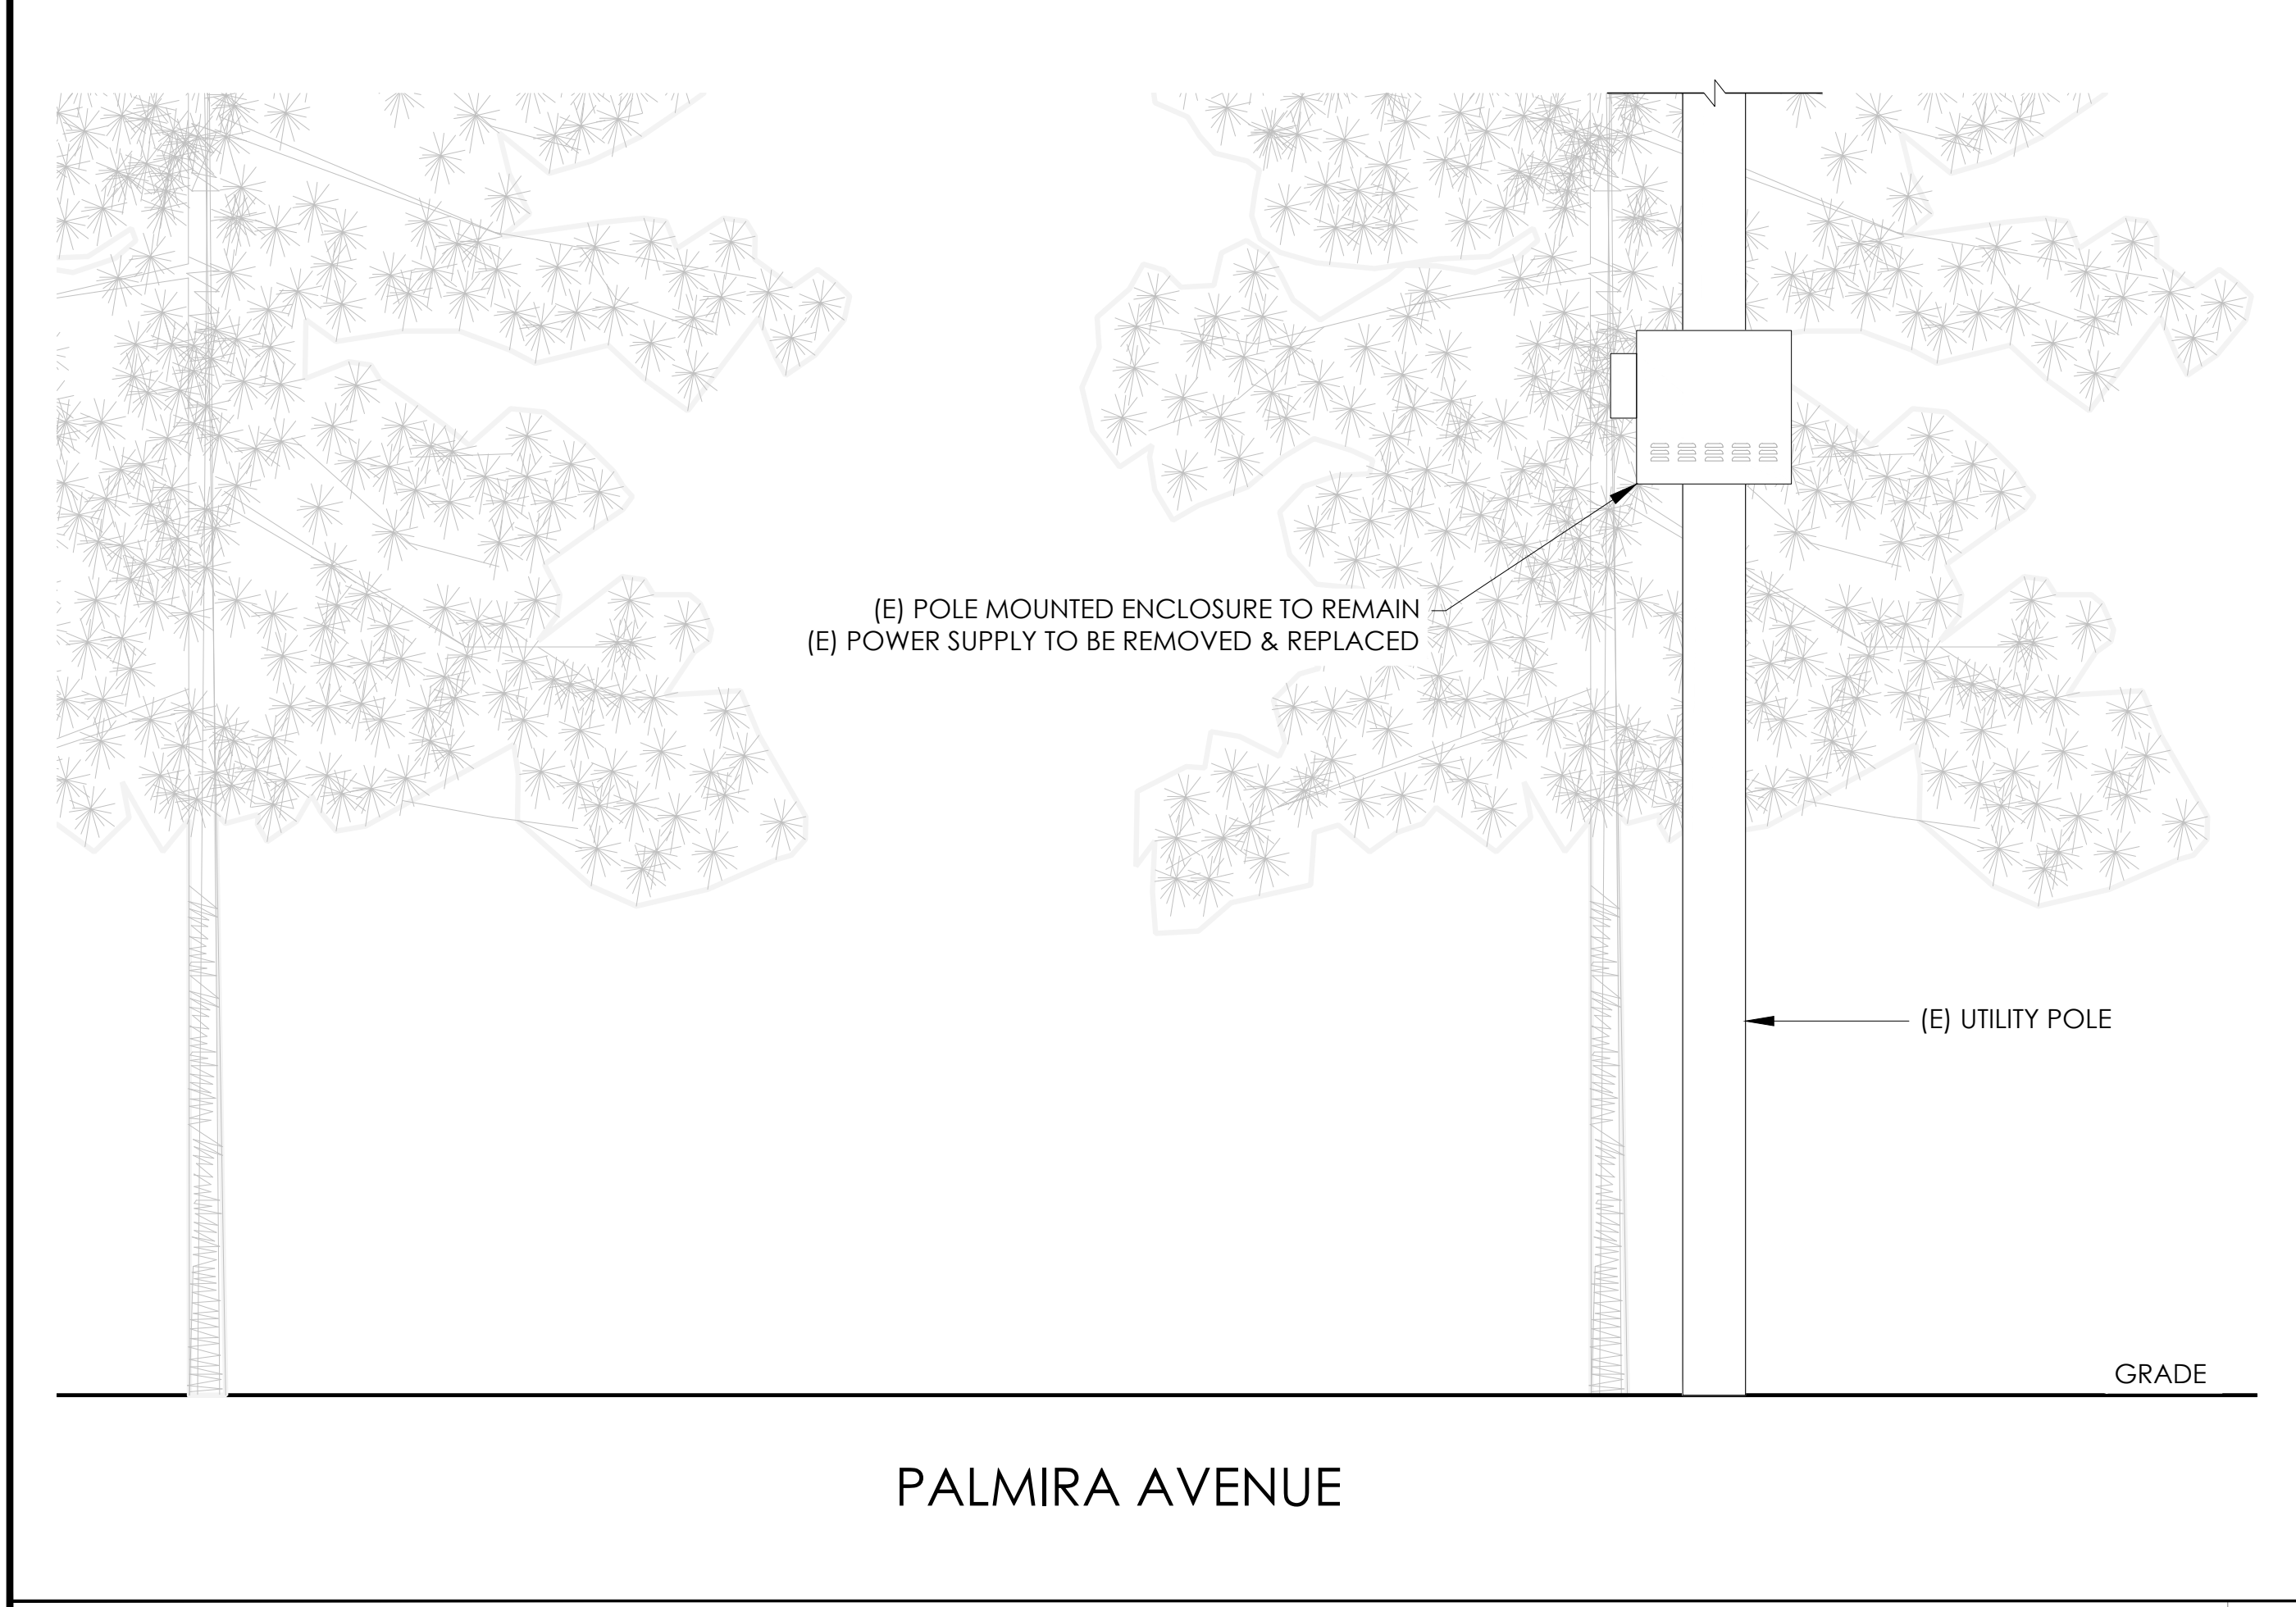 (E) POLE MOUNTED ENCLOSURE TO REMAIN
(E) POWER SUPPLY TO BE REMOVED & REPLACED
(E) UTILITY POLE
GRADE
PALMIRA AVENUE